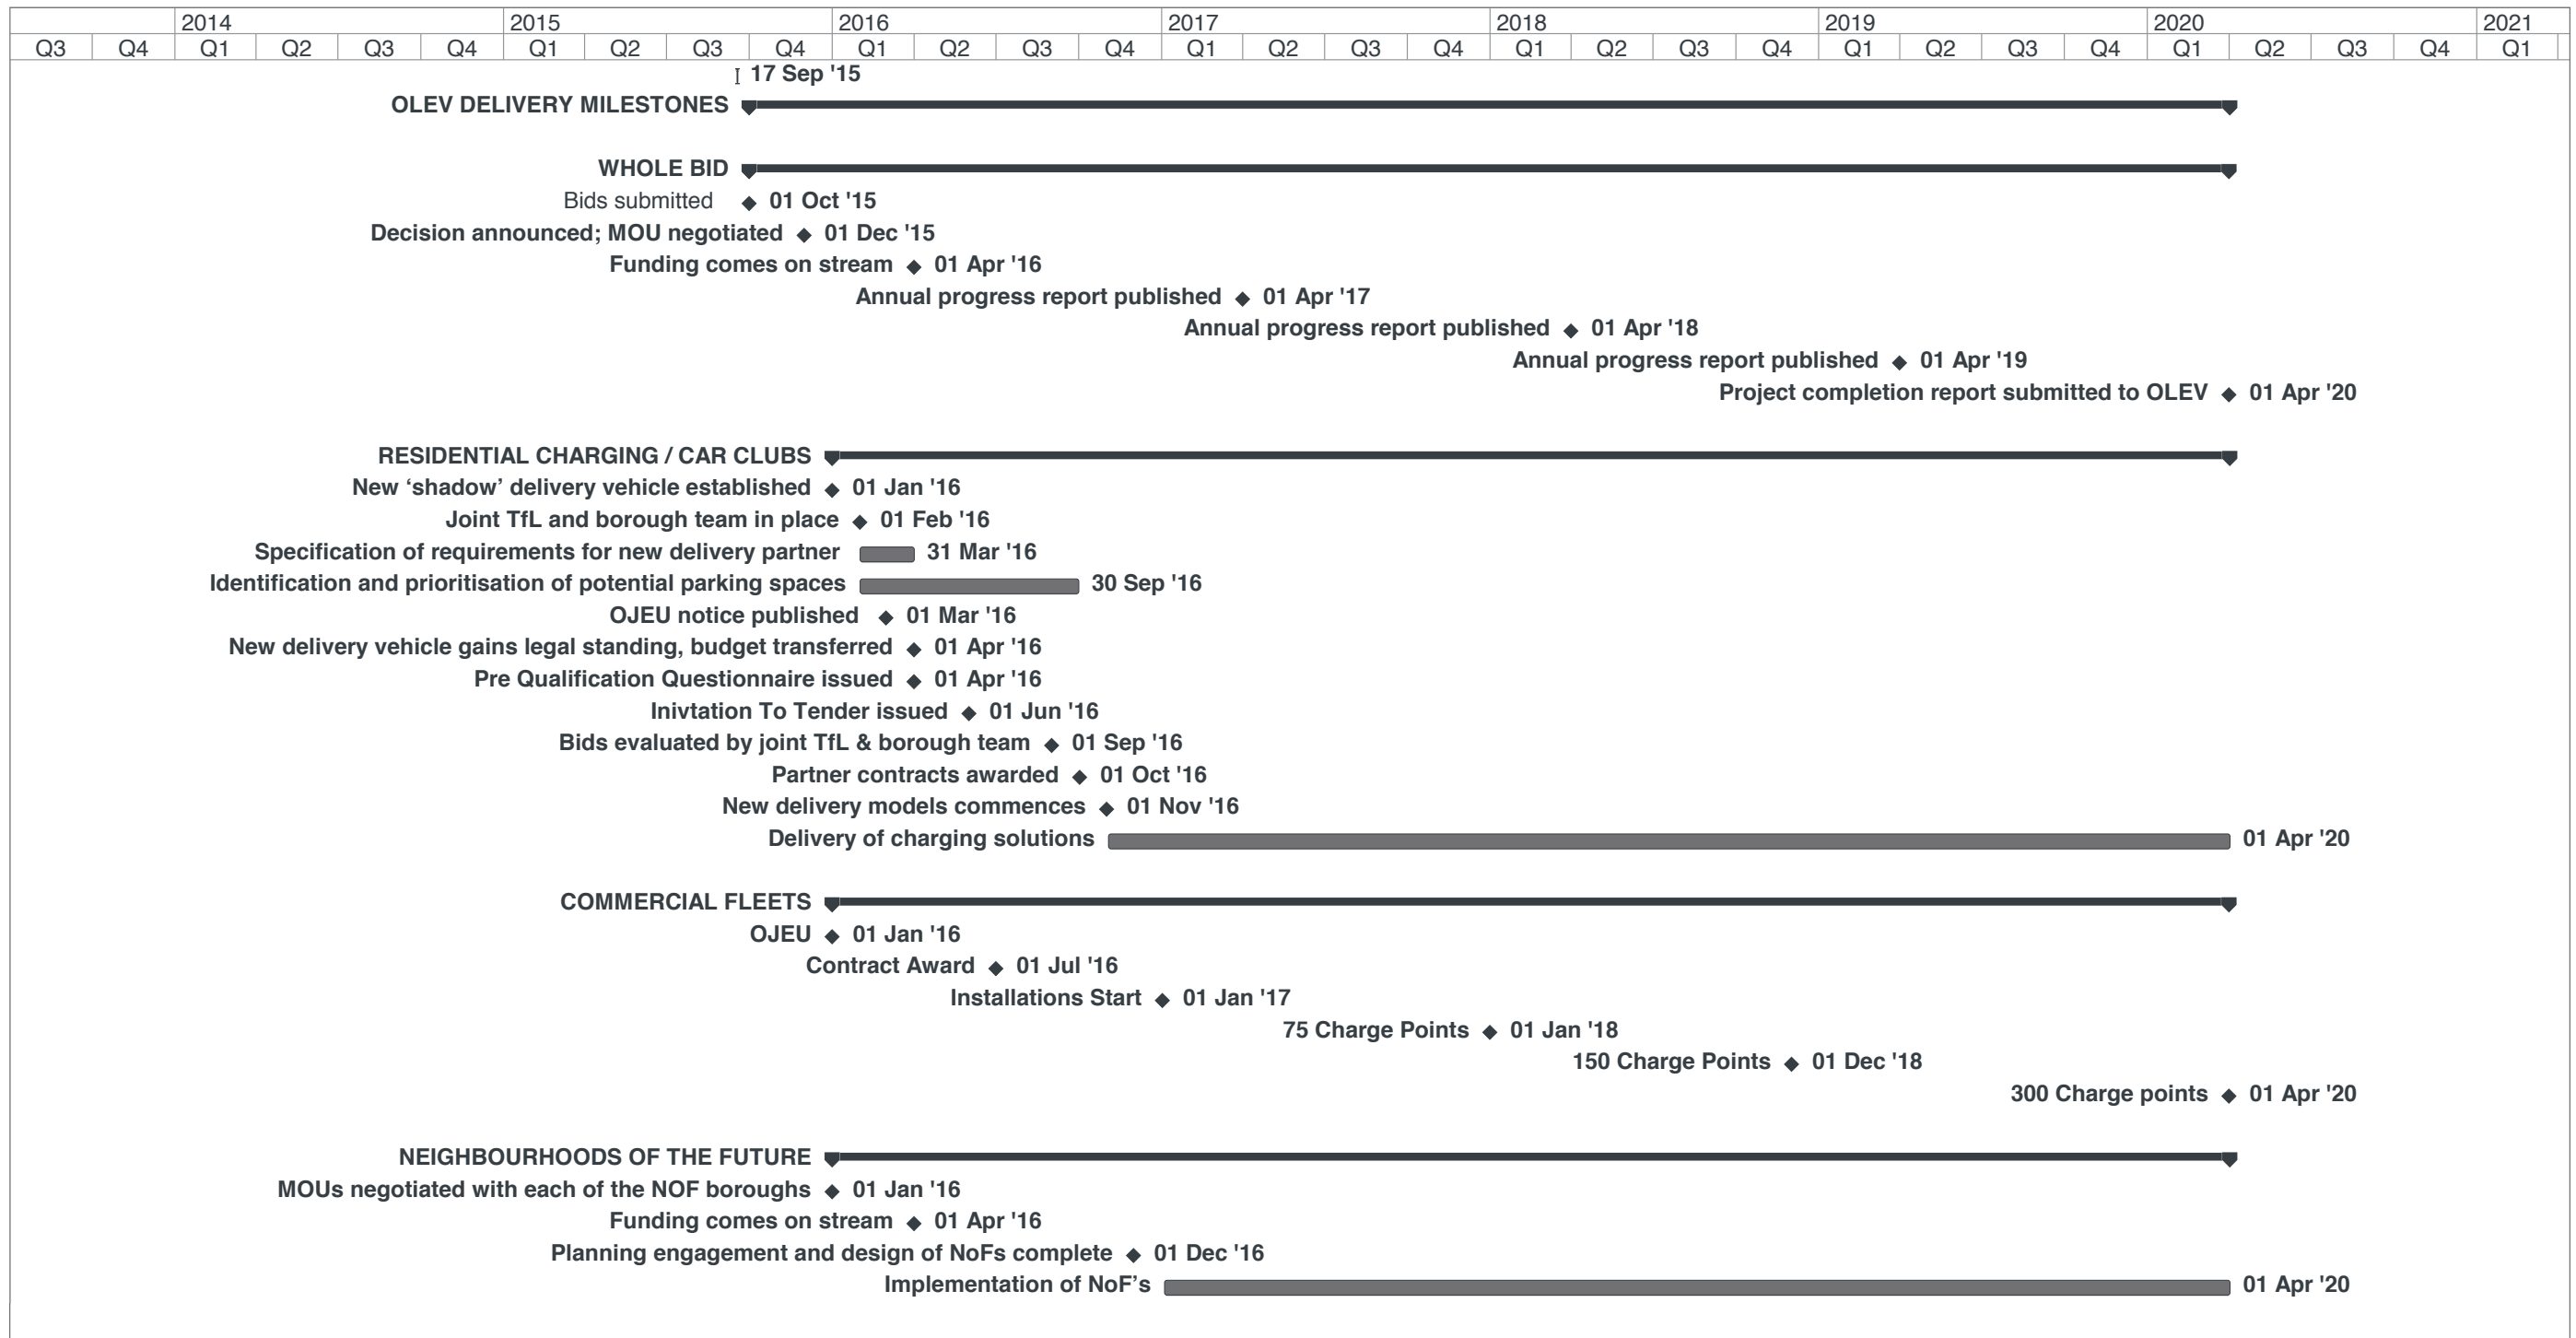 2014 2015 2016 2017 2018 2019 2020 2021
Q3 Q4 Q1 Q2 Q3 Q4 Q1 Q2 Q3 Q4 Q1 Q2 Q3 Q4 Q1 Q2 Q3 Q4 Q1 Q2 Q3 Q4 Q1 Q2 Q3 Q4 Q1 Q2 Q3 Q4 Q1
17 Sep '15
OLEV DELIVERY MILESTONES
WHOLE BID
Bids submitted 01 Oct '15
Decision announced; MOU negotiated 01 Dec '15
Funding comes on stream 01 Apr '16
Annual progress report published 01 Apr '17
Annual progress report published 01 Apr '18
Annual progress report published 01 Apr '19
Project completion report submitted to OLEV 01 Apr '20
RESIDENTIAL CHARGING / CAR CLUBS
New ‘shadow’ delivery vehicle established 01 Jan '16
Joint TfL and borough team in place 01 Feb '16
Specification of requirements for new delivery partner 31 Mar '16
Identification and prioritisation of potential parking spaces 30 Sep '16
OJEU notice published 01 Mar '16
New delivery vehicle gains legal standing, budget transferred 01 Apr '16
Pre Qualification Questionnaire issued 01 Apr '16
Inivtation To Tender issued 01 Jun '16
Bids evaluated by joint TfL & borough team 01 Sep '16
Partner contracts awarded 01 Oct '16
New delivery models commences 01 Nov '16
Delivery of charging solutions 01 Apr '20
COMMERCIAL FLEETS
OJEU 01 Jan '16
Contract Award 01 Jul '16
Installations Start 01 Jan '17
75 Charge Points 01 Jan '18
150 Charge Points 01 Dec '18
300 Charge points 01 Apr '20
NEIGHBOURHOODS OF THE FUTURE
MOUs negotiated with each of the NOF boroughs 01 Jan '16
Funding comes on stream 01 Apr '16
Planning engagement and design of NoFs complete 01 Dec '16
Implementation of NoF’s 01 Apr '20